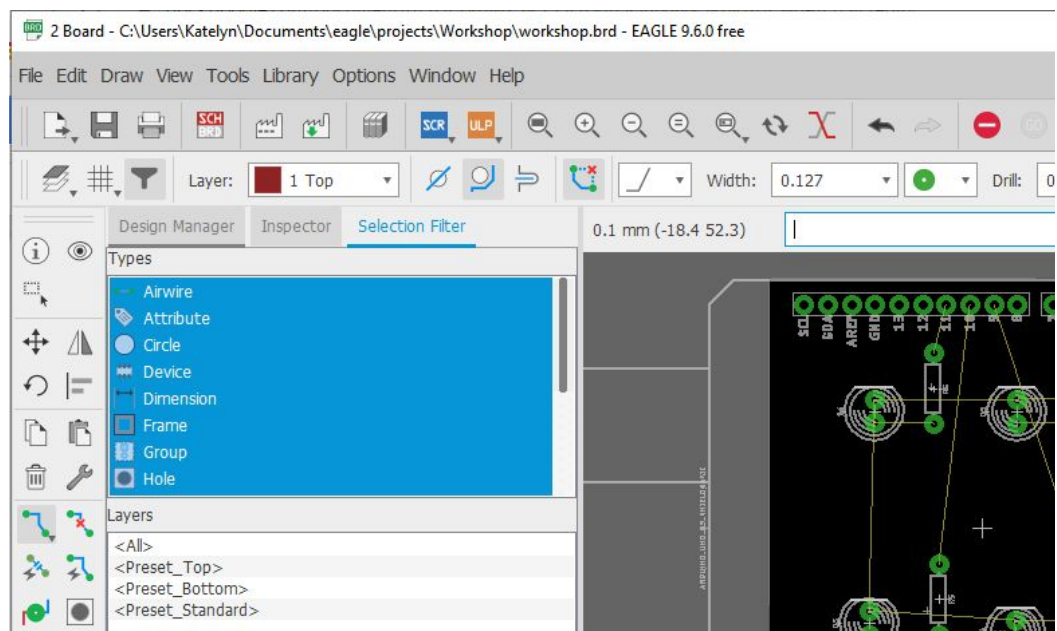 2 Board - C:\Users\Katelyn\Documents\eagle\projects\Workshop\workshop.brd - EAGLE 9.6.0 free
File Edit Draw View Tools Library Options Window Help
SCH BRD SCR ULP
Layer: 1 Top Width: 0.127 Drill: 0
Design Manager Inspector Selection Filter 0.1 mm (-18.4 52.3)
Types
Airwire
Attribute
Circle
Device
Dimension
Frame
Group
Hole
Layers
<All>
<Preset_Top>
<Preset_Bottom>
<Preset_Standard>
SCL SDA AREF GND 13 12 11 10 9 8